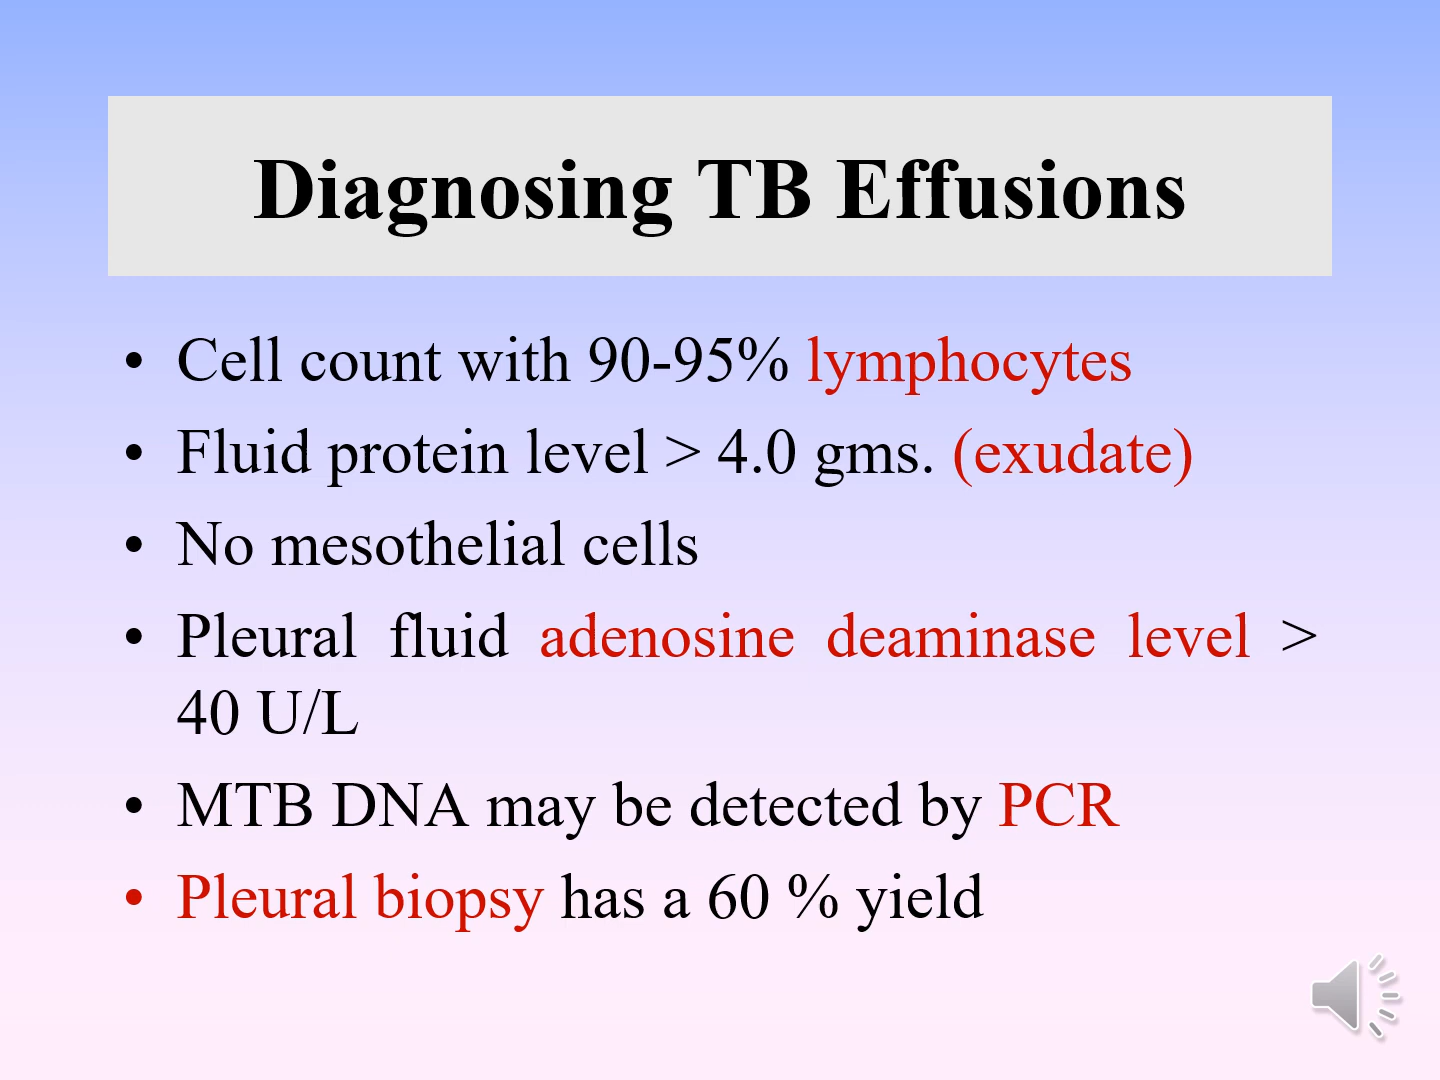 Diagnosing TB Effusions
• Cell count with 90-95% lymphocytes
• Fluid protein level > 4.0 gms. (exudate)
• No mesothelial cells
• Pleural fluid adenosine deaminase level >
40 U/L
• MTB DNA may be detected by PCR
• Pleural biopsy has a 60 % yield